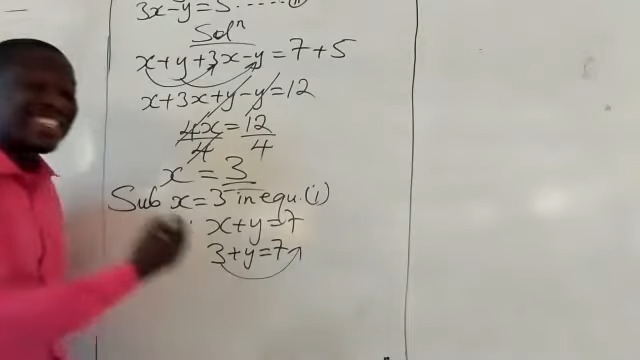 3x-y=5 ------(ii)
Solⁿ
x+y+3x-y=7+5
x+3x+y-y=12
4x=12
4 4
x=3
Sub x=3 in equ.(i)
x+y=7
3+y=7